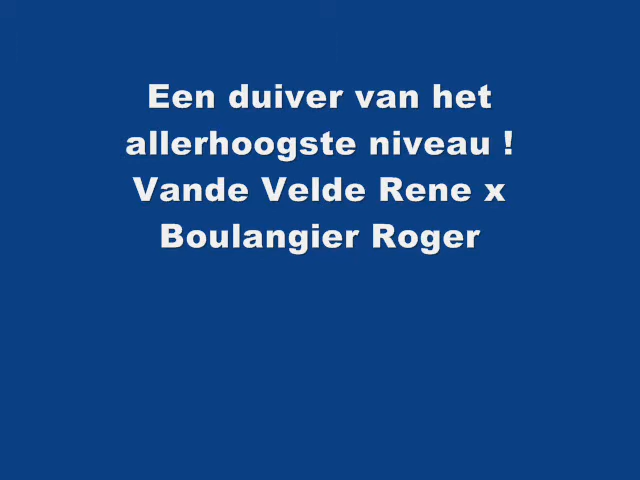 Een duiver van het
allerhoogste niveau !
Vande Velde Rene x
Boulangier Roger